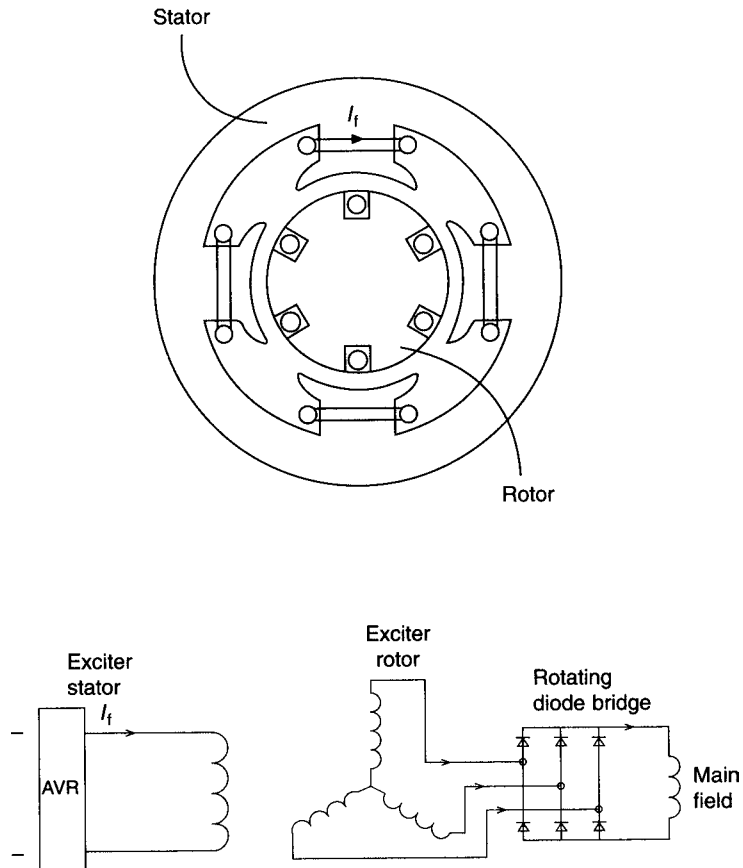 Stator
If
Rotor
Exciter
stator
If
AVR
Exciter
rotor
Rotating
diode bridge
Main
field